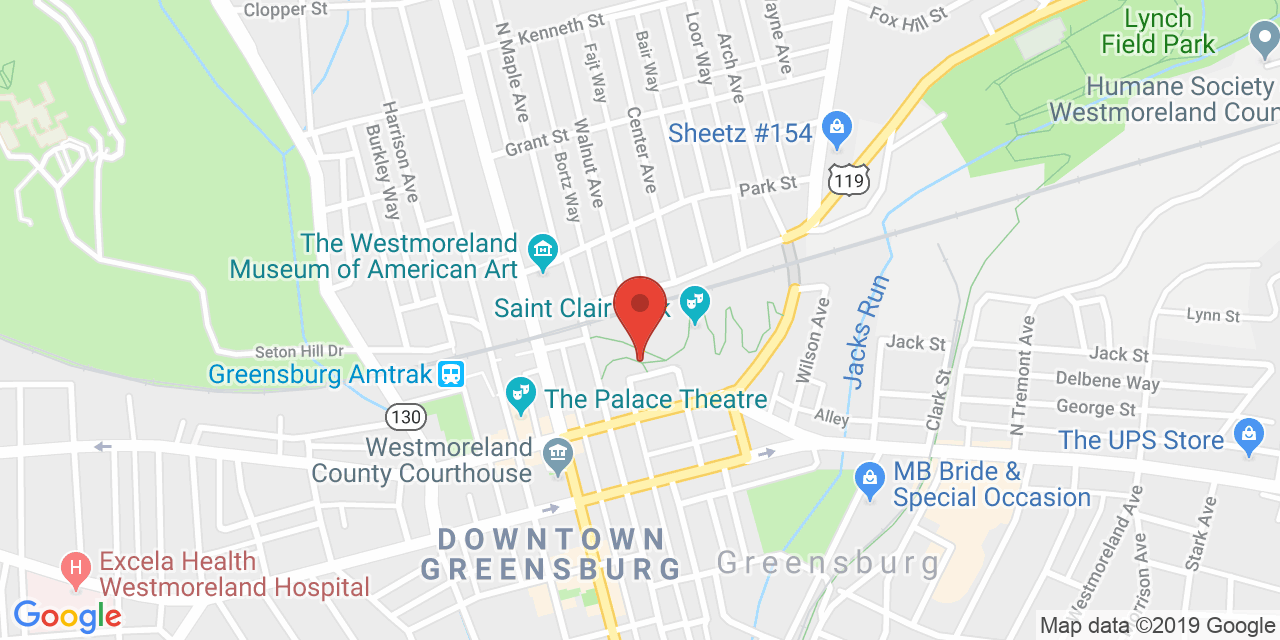 Clopper St
N Maple Ave
Kenneth St
Fajt Way
Bair Way
Loor Way
Arch Ave
Fox Hill St
Lynch
Field Park
Humane Society
Westmoreland Coun
Harrison Ave
Burkley Way
Grant St
Walnut Ave
Bortz Way
Center Ave
Sheetz #154
119
Park St
The Westmoreland
Museum of American Art
Saint Clair
k
Seton Hill Dr
Greensburg Amtrak
130
The Palace Theatre
Westmoreland
County Courthouse
Wilson Ave
Jacks Run
Jack St
Alley
Clark St
N Tremont Ave
Lynn St
Jack St
Delbene Way
George St
The UPS Store
MB Bride &
Special Occasion
DOWNTOWN
GREENSBURG
Greensburg
Westmoreland Ave
Stark Ave
H
Excela Health
Westmoreland Hospital
Google
Map data ©2019 Google